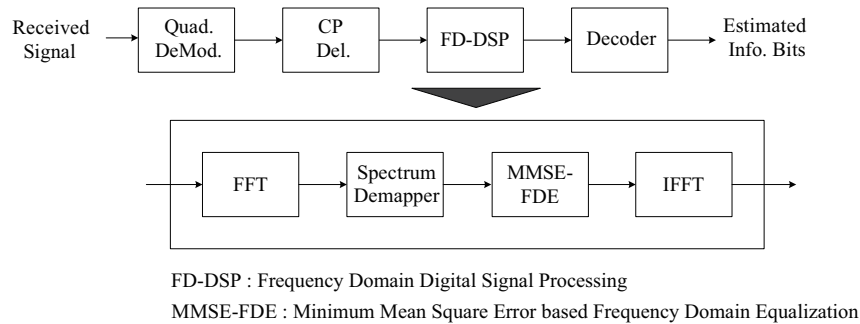 Received
Signal
Quad.
DeMod.
CP
Del.
FD-DSP
Decoder
Estimated
Info. Bits
FFT
Spectrum
Demapper
MMSE-
FDE
IFFT
FD-DSP : Frequency Domain Digital Signal Processing
MMSE-FDE : Minimum Mean Square Error based Frequency Domain Equalization